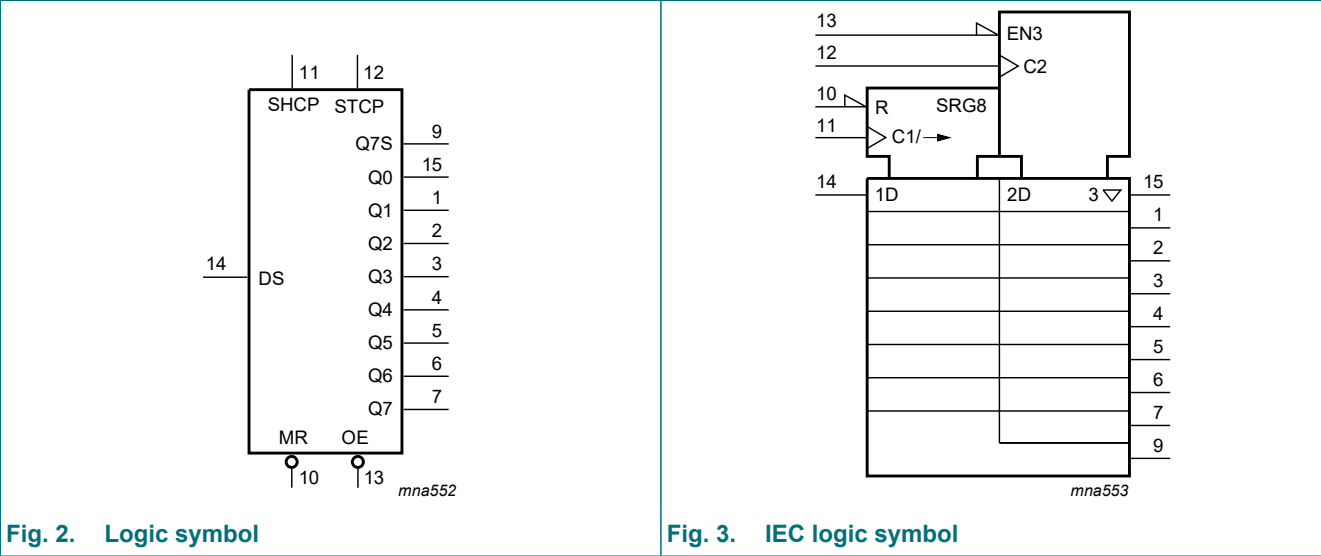 11 12
SHCP STCP
Q7S 9
Q0 15
Q1 1
Q2 2
14 DS Q3 3
Q4 4
Q5 5
Q6 6
Q7 7
MR OE
10 13
mna552
Fig. 2. Logic symbol
13 EN3
12 C2
10 R SRG8
11 C1/
14 1D 2D 3 15
1
2
3
4
5
6
7
9
mna553
Fig. 3. IEC logic symbol